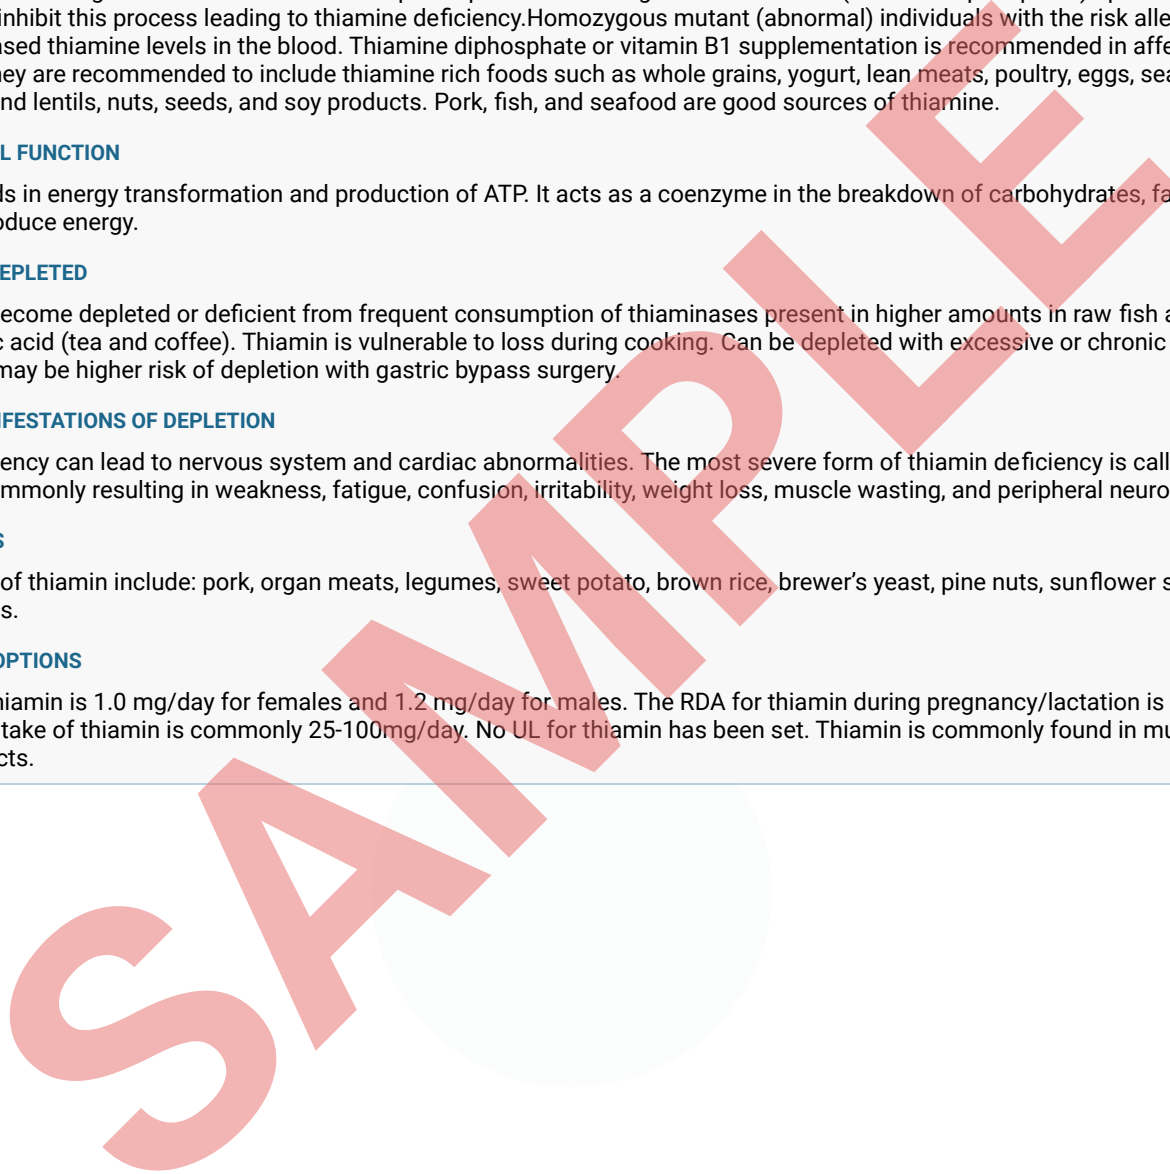 inhibit this process leading to thiamine deficiency.Homozygous mutant (abnormal) individuals with the risk alle
sed thiamine levels in the blood. Thiamine diphosphate or vitamin B1 supplementation is recommended in affe
ey are recommended to include thiamine rich foods such as whole grains, yogurt, lean meats, poultry, eggs, sea
nd lentils, nuts, seeds, and soy products. Pork, fish, and seafood are good sources of thiamine.
L FUNCTION
ds in energy transformation and production of ATP. It acts as a coenzyme in the breakdown of carbohydrates, fa
oduce energy.
EPLETED
ecome depleted or deficient from frequent consumption of thiaminases present in higher amounts in raw fish a
c acid (tea and coffee). Thiamin is vulnerable to loss during cooking. Can be depleted with excessive or chronic
may be higher risk of depletion with gastric bypass surgery.
IFESTATIONS OF DEPLETION
ency can lead to nervous system and cardiac abnormalities. The most severe form of thiamin deficiency is call
mmonly resulting in weakness, fatigue, confusion, irritability, weight loss, muscle wasting, and peripheral neuro
S
of thiamin include: pork, organ meats, legumes, sweet potato, brown rice, brewer's yeast, pine nuts, sunflower s
s.
OPTIONS
hiamin is 1.0 mg/day for females and 1.2 mg/day for males. The RDA for thiamin during pregnancy/lactation is
take of thiamin is commonly 25-100mg/day. No UL for thiamin has been set. Thiamin is commonly found in mu
cts.
SAMPLE